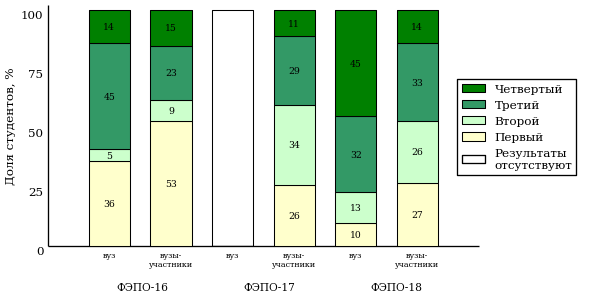 100
75
50
25
0
Доля студентов, %
14
45
5
36
15
23
9
53
11
29
34
26
45
32
13
10
14
33
26
27
вуз
вузы-
участники
вуз
вузы-
участники
вуз
вузы-
участники
ФЭПО-16
ФЭПО-17
ФЭПО-18
Четвертый
Третий
Второй
Первый
Результаты
отсутствуют